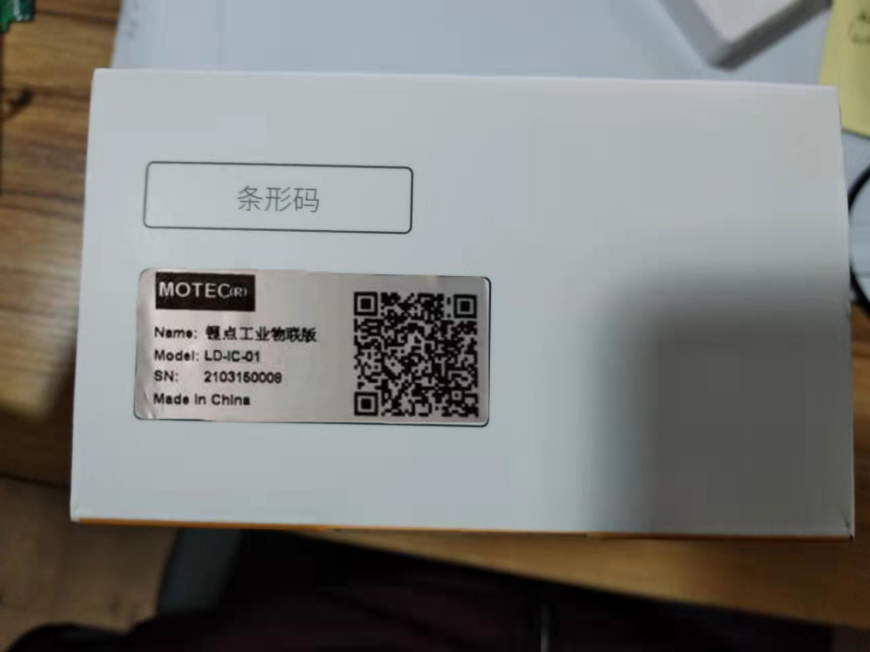 条形码
MOTEC(R)
Name: 锂点工业物联版
Model: LD-IC-01
SN: 2103150008
Made In China